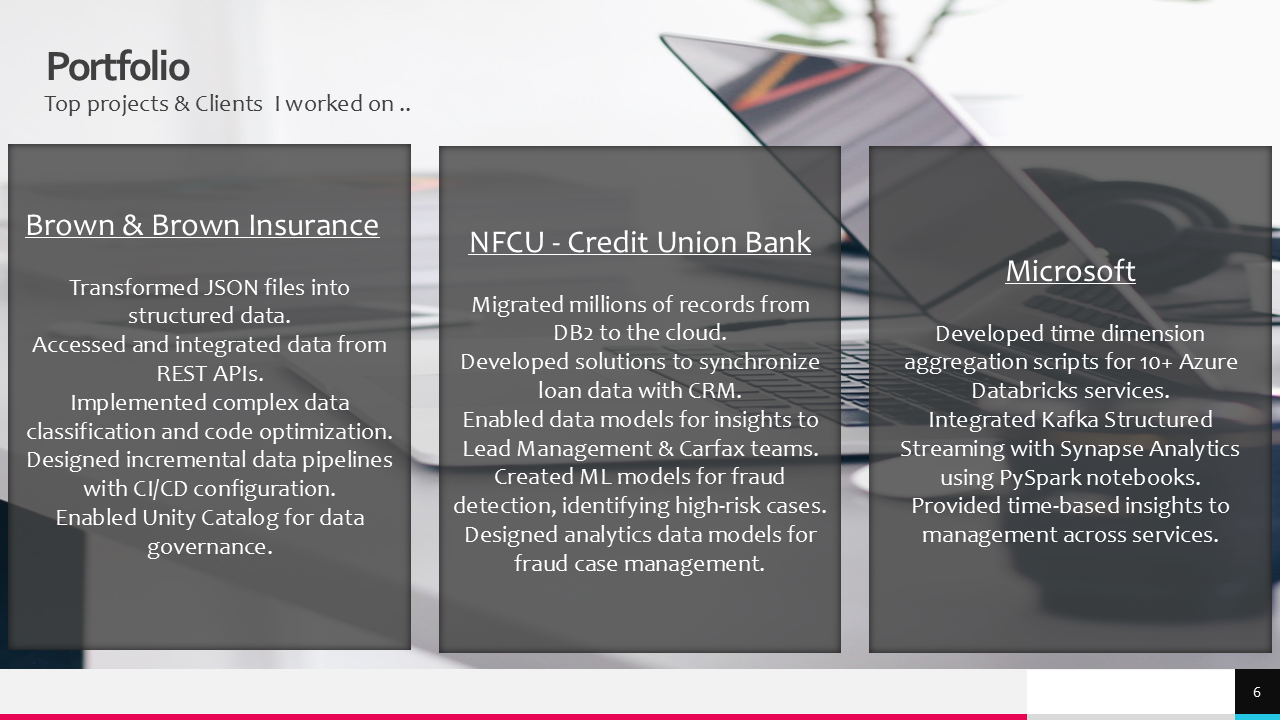 Portfolio
Top projects & Clients  I worked on ..
Brown & Brown Insurance
Transformed JSON files into
structured data.
Accessed and integrated data from
REST APIs.
Implemented complex data
classification and code optimization.
Designed incremental data pipelines
with CI/CD configuration.
Enabled Unity Catalog for data
governance.
NFCU - Credit Union Bank
Migrated millions of records from
DB2 to the cloud.
Developed solutions to synchronize
loan data with CRM.
Enabled data models for insights to
Lead Management & Carfax teams.
Created ML models for fraud
detection, identifying high-risk cases.
Designed analytics data models for
fraud case management.
Microsoft
Developed time dimension
aggregation scripts for 10+ Azure
Databricks services.
Integrated Kafka Structured
Streaming with Synapse Analytics
using PySpark notebooks.
Provided time-based insights to
management across services.
6